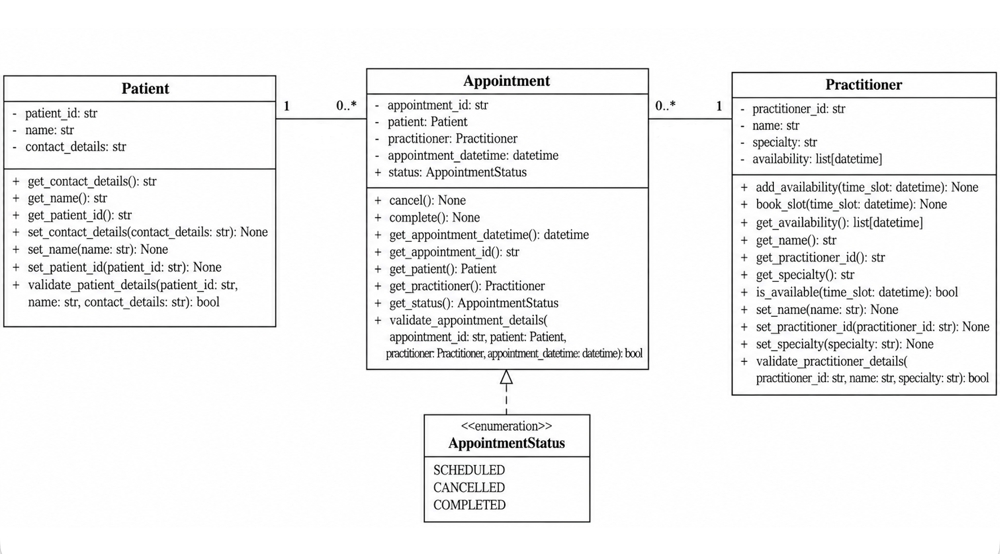 Patient
- patient_id: str
- name: str
- contact_details: str
+ get_contact_details(): str
+ get_name(): str
+ get_patient_id(): str
+ set_contact_details(contact_details: str): None
+ set_name(name: str): None
+ set_patient_id(patient_id: str): None
+ validate_patient_details(patient_id: str,
name: str, contact_details: str): bool
1
0..*
Appointment
- appointment_id: str
- patient: Patient
- practitioner: Practitioner
- appointment_datetime: datetime
+ status: AppointmentStatus
+ cancel(): None
+ complete(): None
+ get_appointment_datetime(): datetime
+ get_appointment_id(): str
+ get_patient(): Patient
+ get_practitioner(): Practitioner
+ get_status(): AppointmentStatus
+ validate_appointment_details(
appointment_id: str, patient: Patient,
practitioner: Practitioner, appointment_datetime: datetime): bool
0..*
1
Practitioner
- practitioner_id: str
- name: str
- specialty: str
- availability: list[datetime]
+ add_availability(time_slot: datetime): None
+ book_slot(time_slot: datetime): None
+ get_availability(): list[datetime]
+ get_name(): str
+ get_practitioner_id(): str
+ get_specialty(): str
+ is_available(time_slot: datetime): bool
+ set_name(name: str): None
+ set_practitioner_id(practitioner_id: str): None
+ set_specialty(specialty: str): None
+ validate_practitioner_details(
practitioner_id: str, name: str, specialty: str): bool
<<enumeration>>
AppointmentStatus
SCHEDULED
CANCELLED
COMPLETED